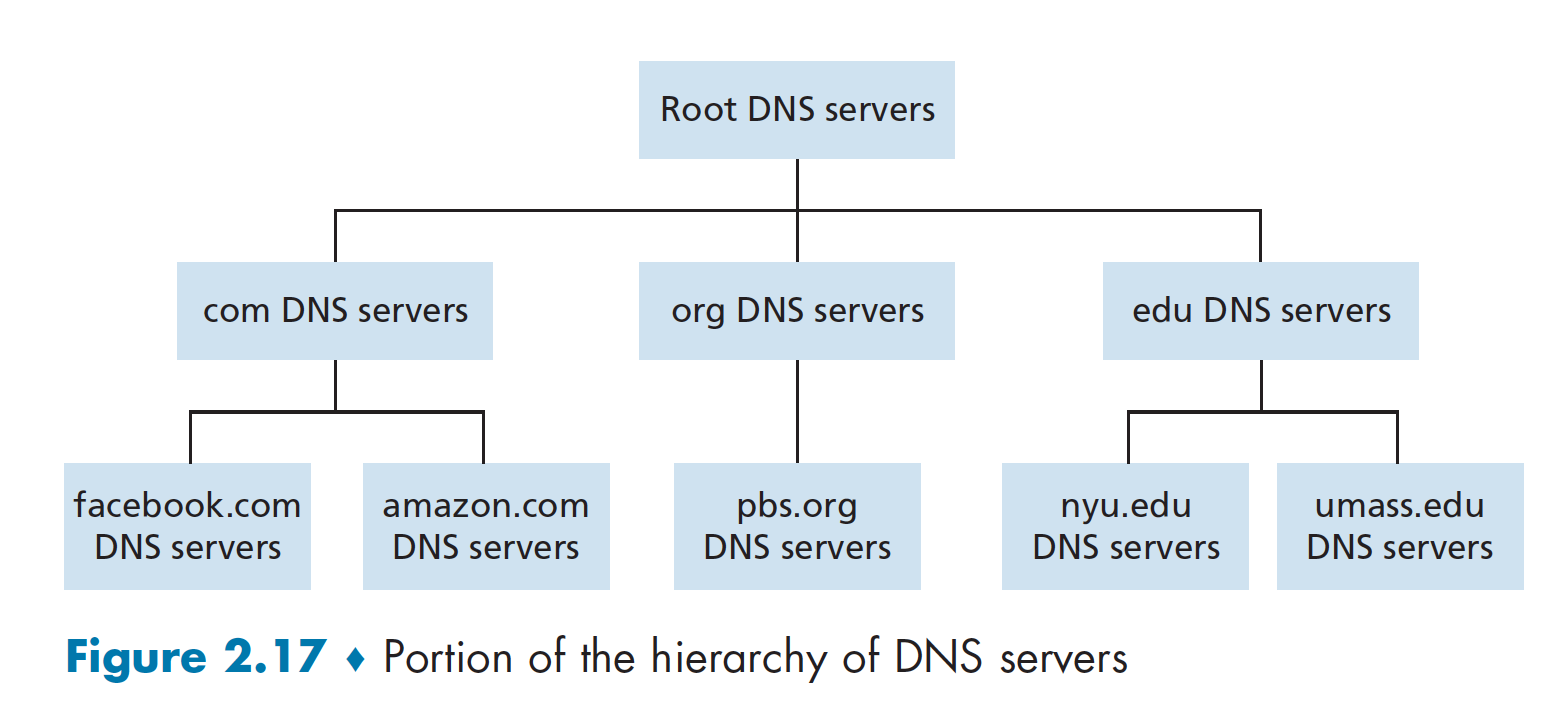 Root DNS servers
com DNS servers
org DNS servers
edu DNS servers
facebook.com
DNS servers
amazon.com
DNS servers
pbs.org
DNS servers
nyu.edu
DNS servers
umass.edu
DNS servers
Figure 2.17 ♦ Portion of the hierarchy of DNS servers